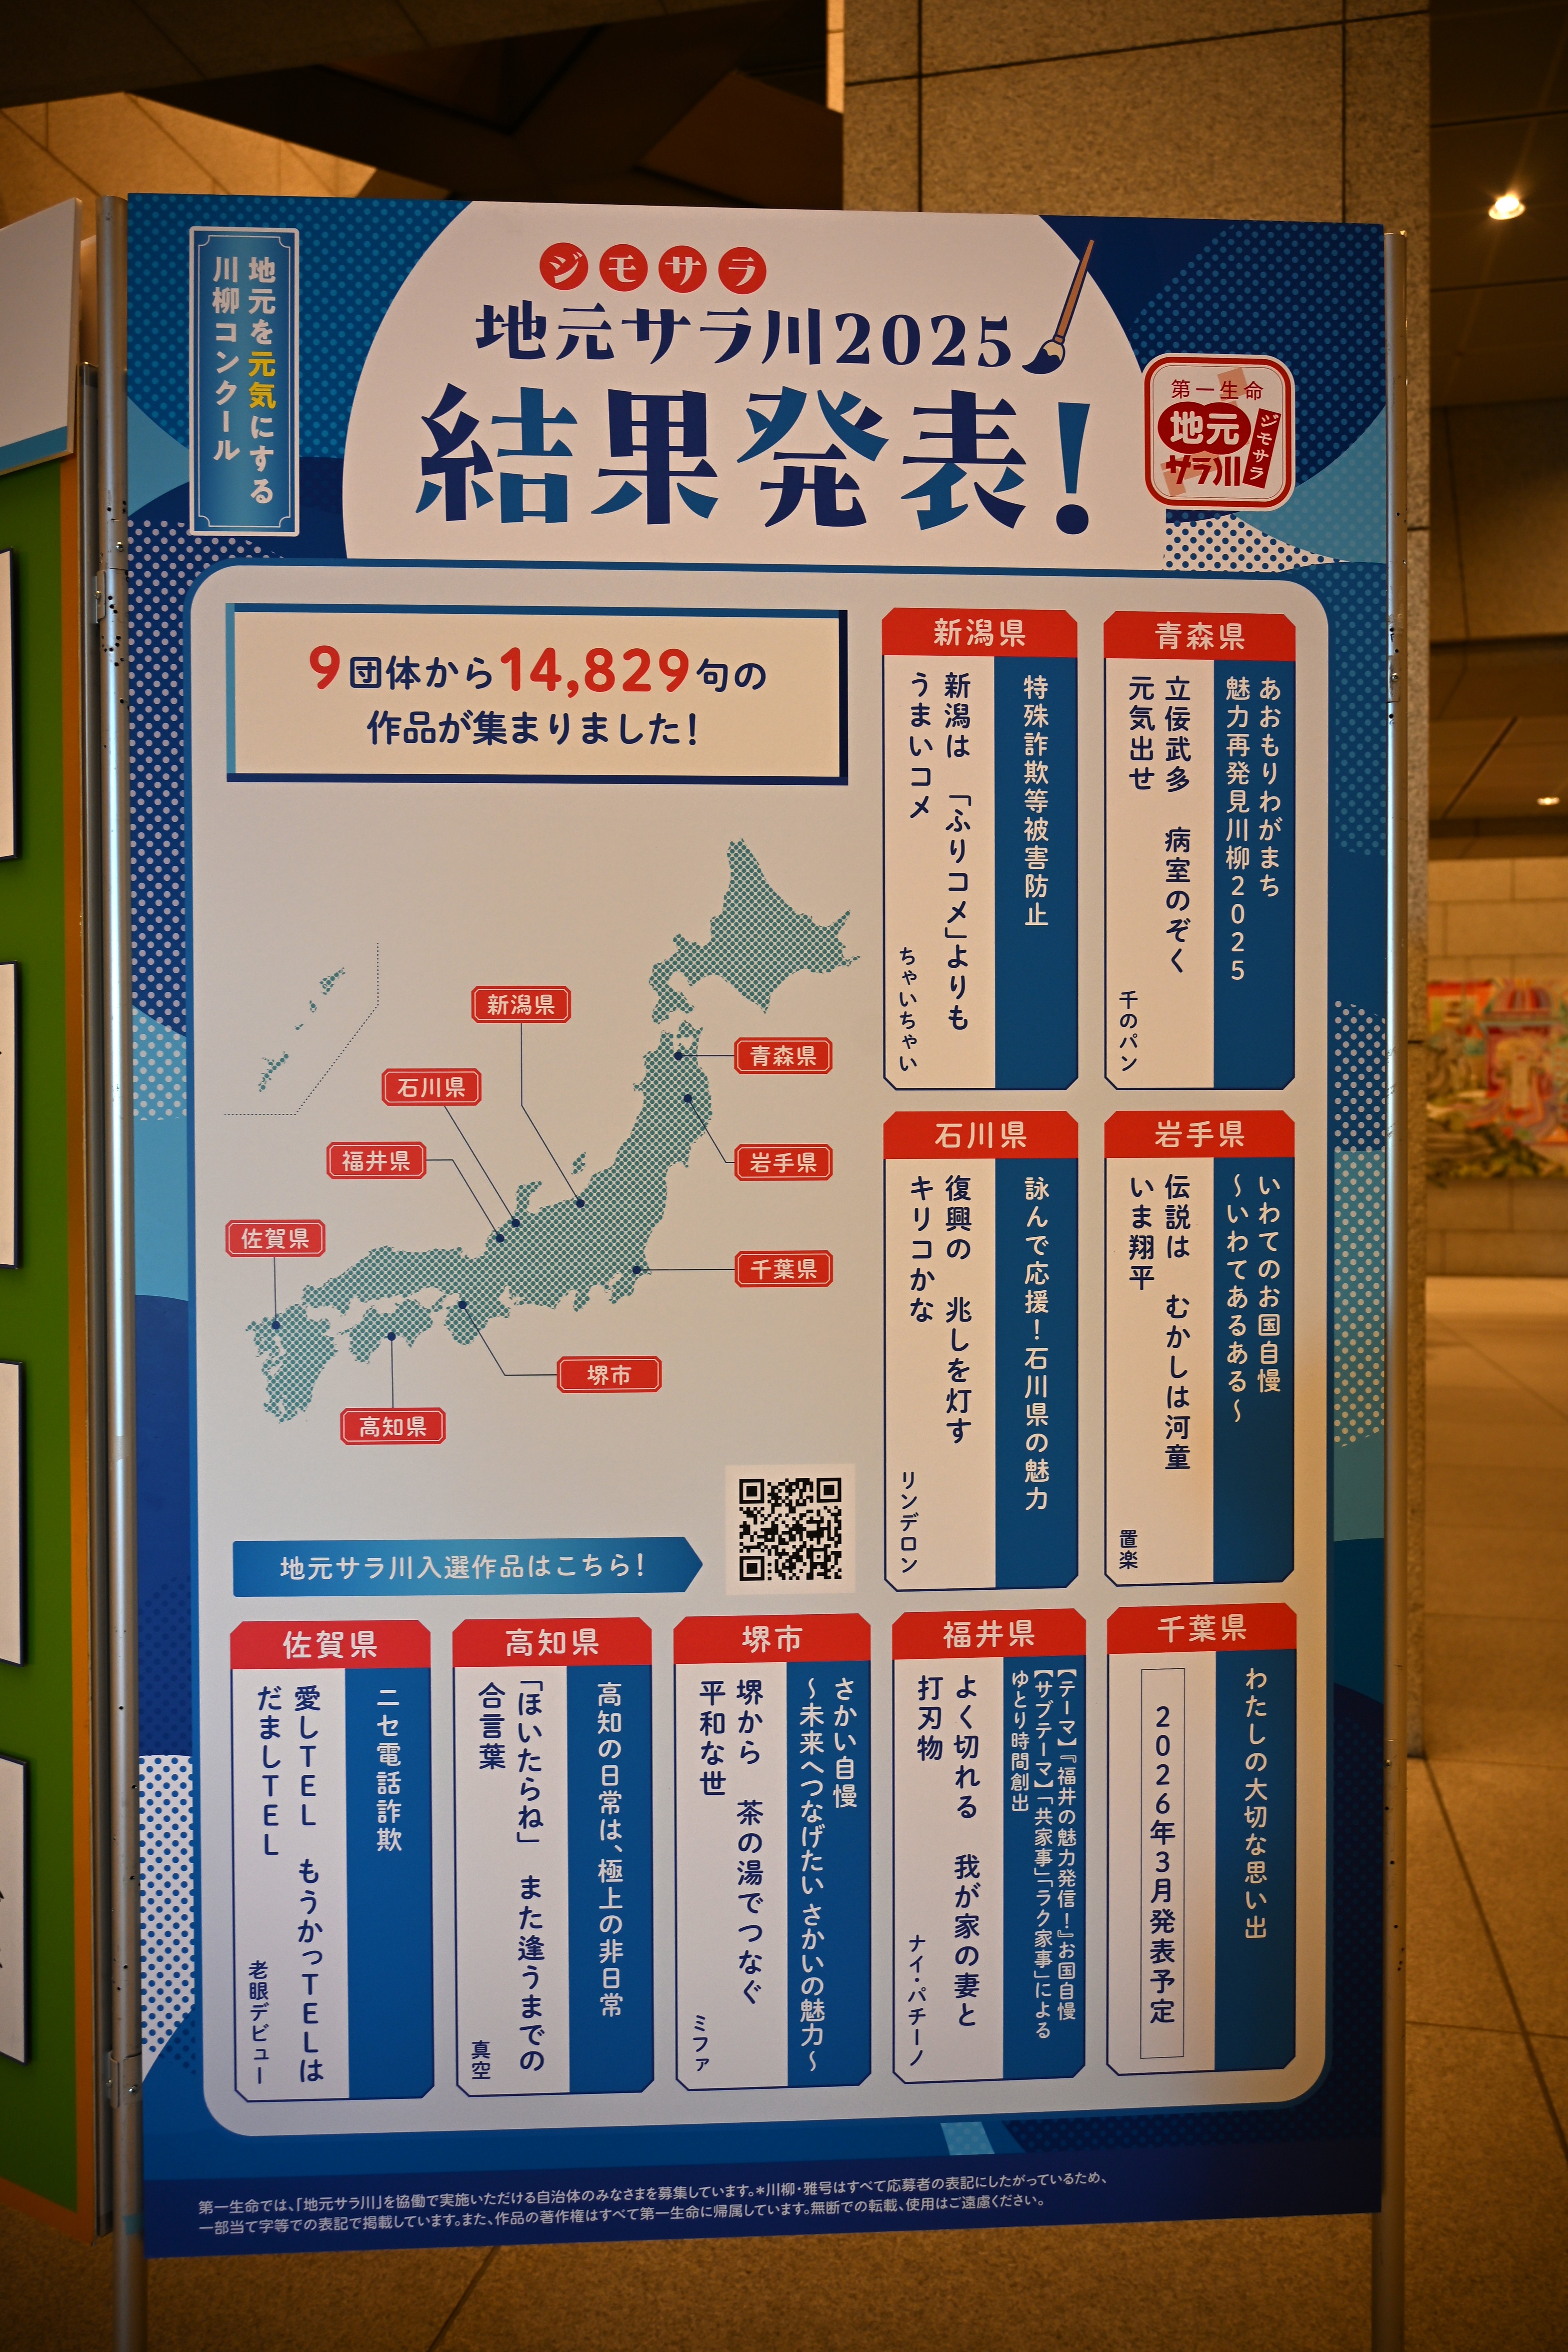 地元を元気にする
川柳コンクール
ジモサラ
地元サラ川2025
結果発表!
第一生命
地元
サラ川
ジモサラ
9団体から14,829句の
作品が集まりました!
青森県
あおもりわがまち
魅力再発見川柳2025
立佞武多 病室のぞく
元気出せ
千のパン
新潟県
特殊詐欺等被害防止
新潟は 「ふりコメ」よりも
うまいコメ
ちゃいちゃい
岩手県
いわてのお国自慢
～いわてあるある～
伝説は むかしは河童
いま翔平
置楽
石川県
詠んで応援!石川県の魅力
復興の 兆しを灯す
キリコかな
リンデロン
新潟県
石川県
福井県
佐賀県
青森県
岩手県
千葉県
堺市
高知県
地元サラ川入選作品はこちら!
千葉県
わたしの大切な思い出
2026年3月発表予定
福井県
【テーマ】『福井の魅力発信!』お国自慢
【サブテーマ】「共家事」「ラク家事」による
ゆとり時間創出
よく切れる 我が家の妻と
打刃物
ナイ・パチーノ
堺市
さかい自慢
～未来へつなげたい さかいの魅力～
堺から 茶の湯でつなぐ
平和な世
ミファ
高知県
高知の日常は、極上の非日常
「ほいたらね」 また逢うまでの
合言葉
真空
佐賀県
ニセ電話詐欺
愛しTEL もうかっTELは
だましTEL
老眼デビュー
第一生命では、「地元サラ川」を協働で実施いただける自治体のみなさまを募集しています。*川柳・雅号はすべて応募者の表記にしたがっているため、
一部当て字等での表記で掲載しています。また、作品の著作権はすべて第一生命に帰属しています。無断での転載、使用はご遠慮ください。